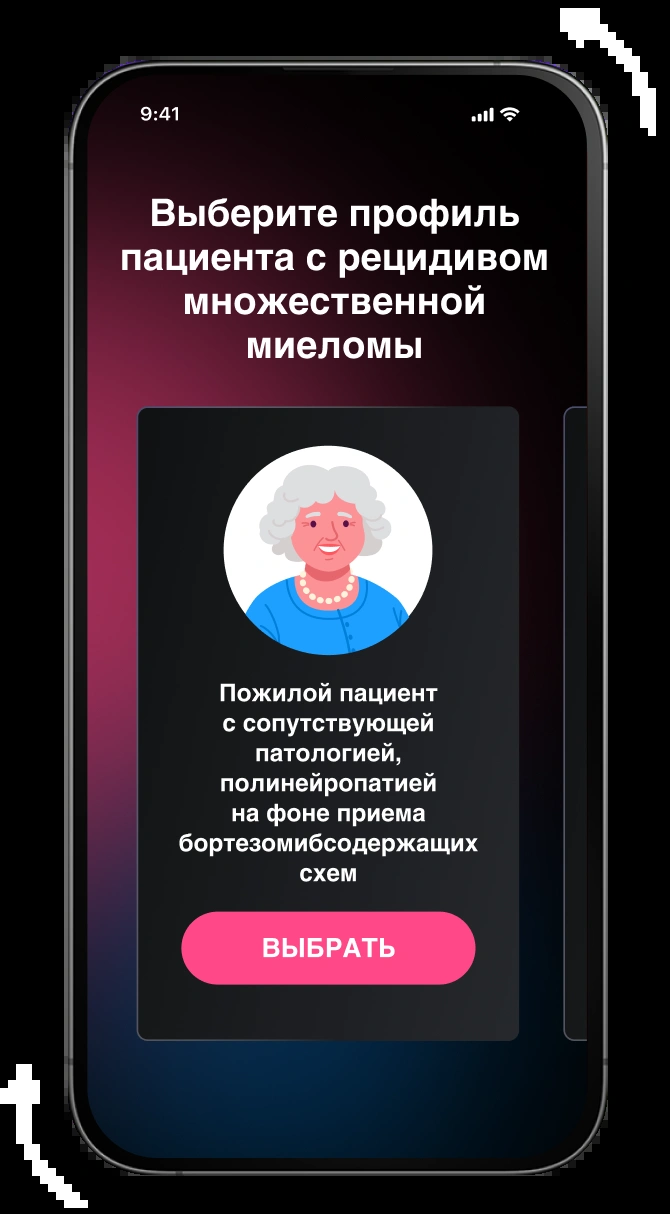 9:41
Выберите профиль
пациента с рецидивом
множественной
миеломы
Пожилой пациент
с сопутствующей
патологией,
полинейропатией
на фоне приема
бортезомибсодержащих
схем
ВЫБРАТЬ